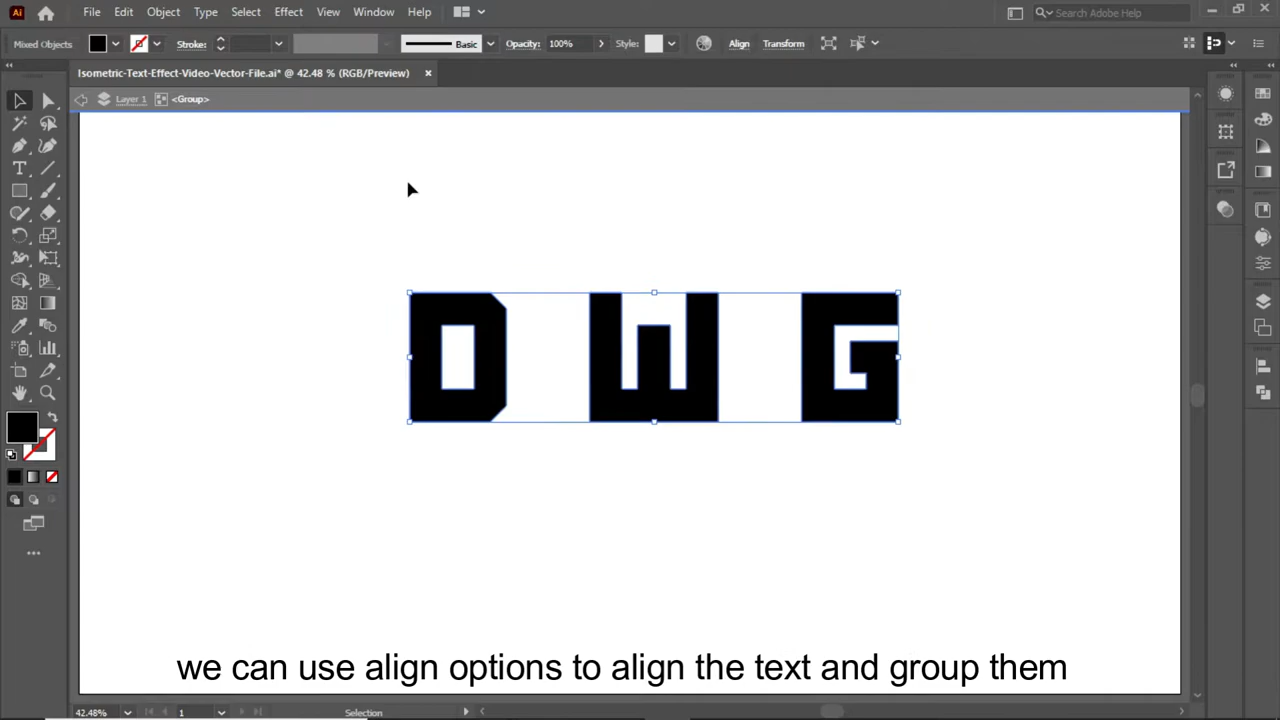 Ai File Edit Object Type Select Effect View Window Help Search Adobe Help
Mixed Objects Stroke: Basic Opacity: 100% Style: Align Transform
Isometric-Text-Effect-Video-Vector-File.ai* @ 42.48 % (RGB/Preview) ×
Layer 1 <Group>
D W G
we can use align options to align the text and group them
42.48% 1 Selection